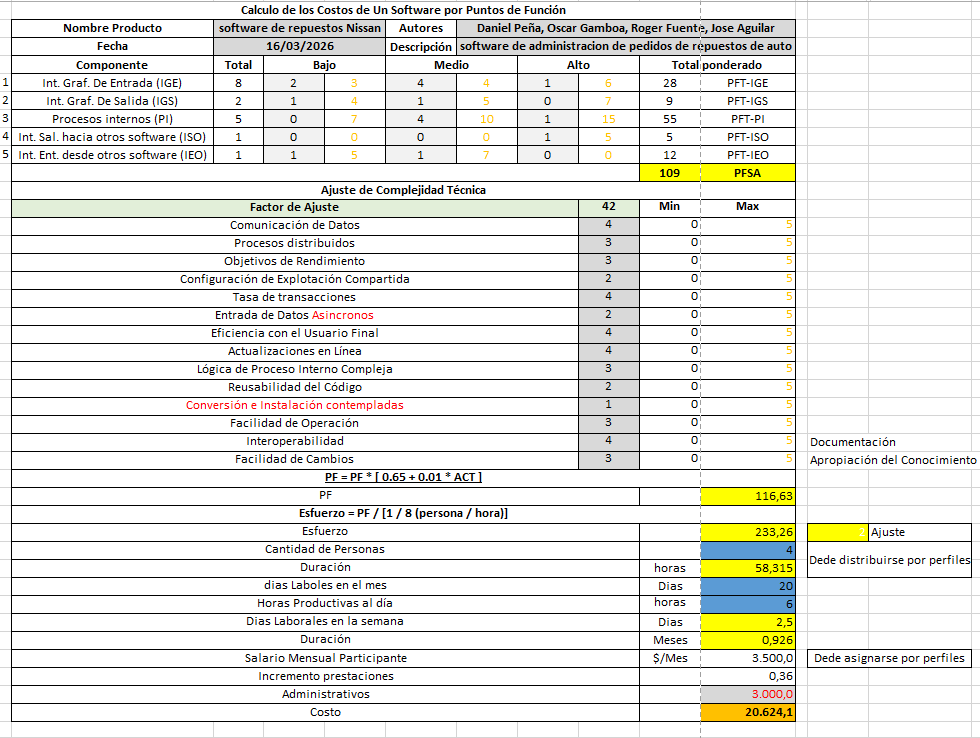 Calculo de los Costos de Un Software por Puntos de Función
Nombre Producto software de repuestos Nissan Autores Daniel Peña, Oscar Gamboa, Roger Fuente, Jose Aguilar
Fecha 16/03/2026 Descripción software de administracion de pedidos de repuestos de auto
Componente Total Bajo Medio Alto Total ponderado
1 Int. Graf. De Entrada (IGE) 8 2 3 4 4 1 6 28 PFT-IGE
2 Int. Graf. De Salida (IGS) 2 1 4 1 5 0 7 9 PFT-IGS
3 Procesos internos (PI) 5 0 7 4 10 1 15 55 PFT-PI
4 Int. Sal. hacia otros software (ISO) 1 0 0 0 0 1 5 5 PFT-ISO
5 Int. Ent. desde otros software (IEO) 1 1 5 1 7 0 0 12 PFT-IEO
109 PFSA
Ajuste de Complejidad Técnica
Factor de Ajuste 42 Min Max
Comunicación de Datos 4 0 5
Procesos distribuidos 3 0 5
Objetivos de Rendimiento 3 0 5
Configuración de Explotación Compartida 2 0 5
Tasa de transacciones 4 0 5
Entrada de Datos Asincronos 2 0 5
Eficiencia con el Usuario Final 4 0 5
Actualizaciones en Línea 4 0 5
Lógica de Proceso Interno Compleja 3 0 5
Reusabilidad del Código 2 0 5
Conversión e Instalación contempladas 1 0 5
Facilidad de Operación 3 0 5
Interoperabilidad 4 0 5 Documentación
Facilidad de Cambios 3 0 5 Apropiación del Conocimiento
PF = PF * [ 0.65 + 0.01 * ACT ]
PF 116,63
Esfuerzo = PF / [1 / 8 (persona / hora)]
Esfuerzo 233,26 2 Ajuste
Cantidad de Personas 4
Dede distribuirse por perfiles
Duración horas 58,315
dias Laboles en el mes Dias 20
Horas Productivas al día horas 6
Dias Laborales en la semana Dias 2,5
Duración Meses 0,926
Salario Mensual Participante $/Mes 3.500,0 Dede asignarse por perfiles
Incremento prestaciones 0,36
Administrativos 3.000,0
Costo 20.624,1